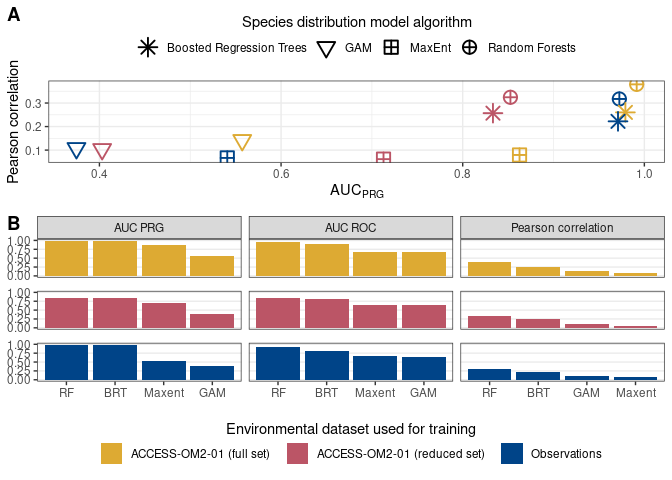 A
Species distribution model algorithm
Boosted Regression Trees GAM MaxEnt Random Forests
Pearson correlation
0.3
0.2
0.1
0.4 0.6 0.8 1.0
AUCPRG
B
AUC PRG AUC ROC Pearson correlation
1.00
0.75
0.50
0.25
0.00
1.00
0.75
0.50
0.25
0.00
1.00
0.75
0.50
0.25
0.00
RF BRT Maxent GAM RF BRT Maxent GAM RF BRT GAM Maxent
Environmental dataset used for training
ACCESS-OM2-01 (full set) ACCESS-OM2-01 (reduced set) Observations